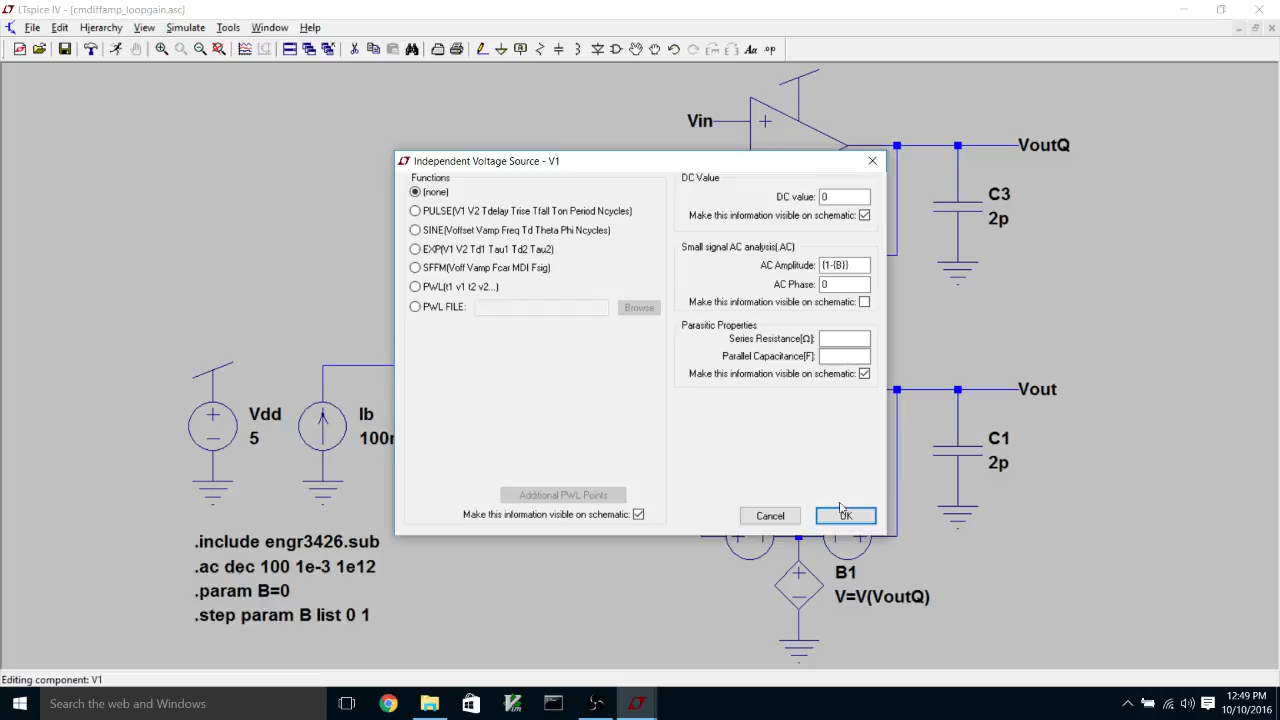 LTspice IV - [cmdiffamp_loopgain.asc]
File Edit Hierarchy View Simulate Tools Window Help
Aa .op
Vin
VoutQ
C3
2p
Independent Voltage Source - V1
Functions
(none)
PULSE(V1 V2 Tdelay Trise Tfall Ton Period Ncycles)
SINE(Voffset Vamp Freq Td Theta Phi Ncycles)
EXP(V1 V2 Td1 Tau1 Td2 Tau2)
SFFM(Voff Vamp Fcar MDI Fsig)
PWL(t1 v1 t2 v2...)
PWL FILE:
Browse
Additional PWL Points
Make this information visible on schematic:
DC Value
DC value: 0
Make this information visible on schematic:
Small signal AC analysis(.AC)
AC Amplitude: {1-{B}}
AC Phase: 0
Make this information visible on schematic:
Parasitic Properties
Series Resistance[Ω]:
Parallel Capacitance[F]:
Make this information visible on schematic:
Cancel
OK
Vdd
5
Ib
Vout
C1
2p
B1
V=V(VoutQ)
.include engr3426.sub
.ac dec 100 1e-3 1e12
.param B=0
.step param B list 0 1
Editing component: V1
Search the web and Windows
12:49 PM
10/10/2016